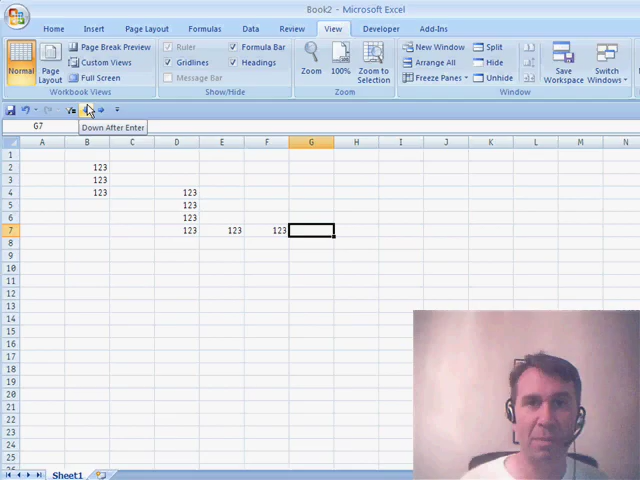 Book2 - Microsoft Excel
Home Insert Page Layout Formulas Data Review View Developer Add-Ins
Normal
Page Layout
Page Break Preview
Custom Views
Full Screen
Workbook Views
Ruler
Gridlines
Message Bar
Formula Bar
Headings
Show/Hide
Zoom
100%
Zoom to Selection
Zoom
New Window
Arrange All
Freeze Panes
Split
Hide
Unhide
Save Workspace
Switch Windows
Window
G7
Down After Enter
A B C D E F G H I J K L M N
1
2 123
3 123
4 123 123
5 123
6 123
7 123 123 123
8
9
10
11
12
13
14
15
16
17
18
19
20
21
22
23
24
25
Sheet1